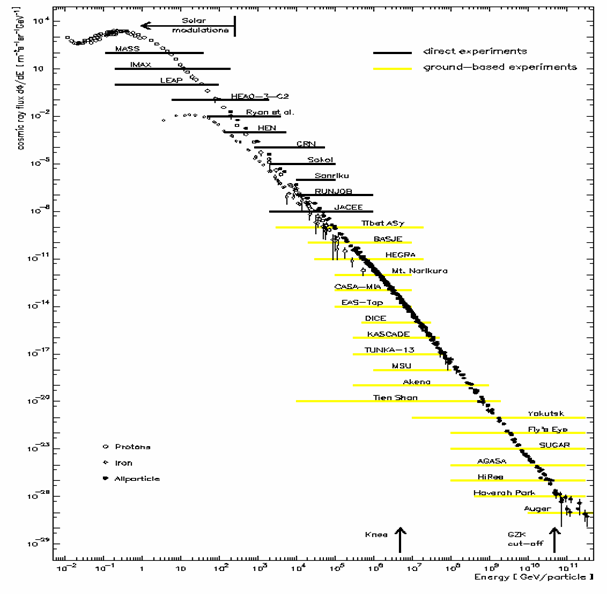 cosmic ray flux dΦ/dE [m⁻²s⁻¹sr⁻¹GeV⁻¹]
10⁴
10
10⁻²
10⁻⁵
10⁻⁸
10⁻¹¹
10⁻¹⁴
10⁻¹⁷
10⁻²⁰
10⁻²³
10⁻²⁶
10⁻²⁹
Solar
modulations
direct experiments
ground-based experiments
MASS
IMAX
LEAP
HEAO-3-C2
Ryan et al.
HEN
CRN
Sokol
Sanriku
RUNJOB
JACEE
Tibet ASγ
BASJE
HEGRA
Mt. Norikura
CASA-MIA
EAS-Top
DICE
KASCADE
TUNKA-13
MSU
Akeno
Tien Shan
Yakutsk
Fly's Eye
SUGAR
AGASA
HiRes
Haverah Park
Auger
Protons
Iron
Allparticle
Knee
GZK
cut-off
10⁻² 10⁻¹ 1 10 10² 10³ 10⁴ 10⁵ 10⁶ 10⁷ 10⁸ 10⁹ 10¹⁰ 10¹¹
Energy [ GeV/particle ]